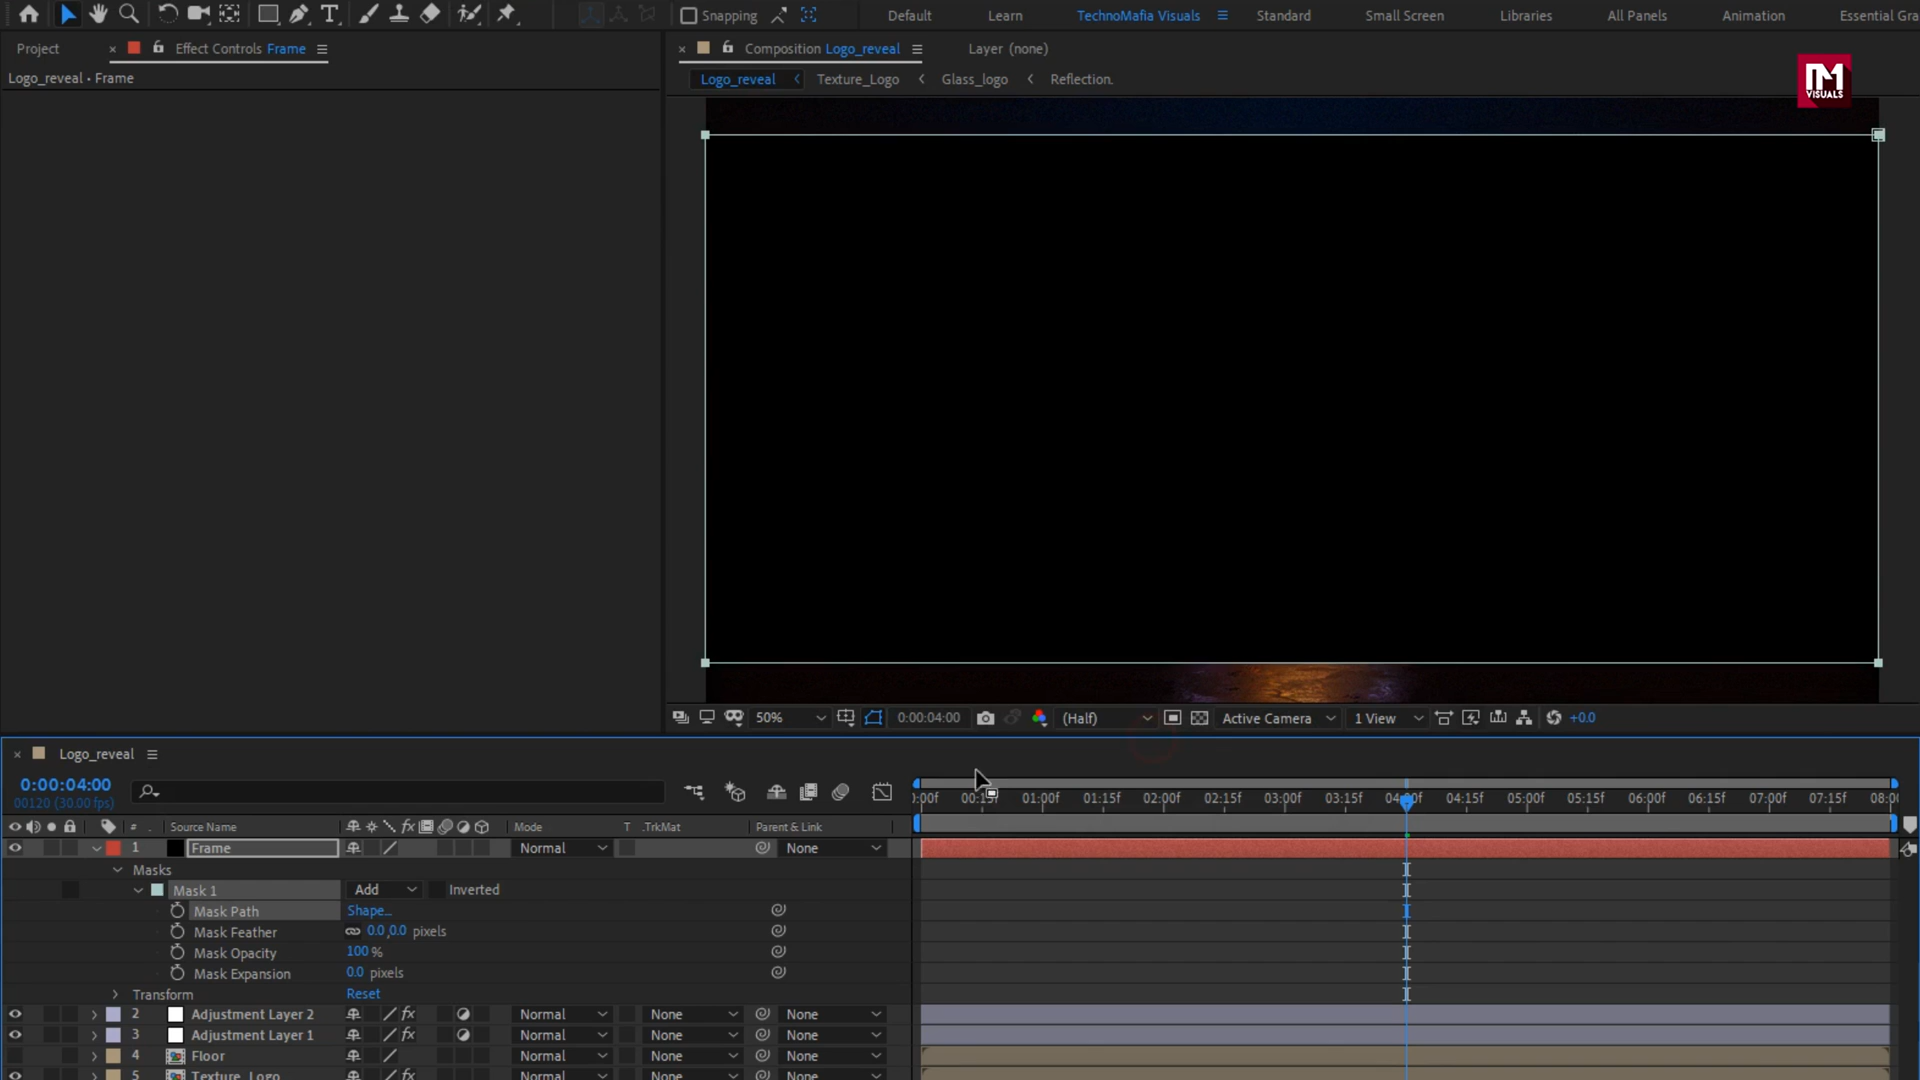 Snapping
Default
Learn
TechnoMafia Visuals
Standard
Small Screen
Libraries
All Panels
Animation
Essential Gra
Project
Effect Controls Frame
Composition Logo_reveal
Layer (none)
Logo_reveal • Frame
Logo_reveal
Texture_Logo
Glass_logo
Reflection.
VISUALS
50%
0:00:04:00
(Half)
Active Camera
1 View
+0.0
Logo_reveal
0:00:04:00
00120 (30.00 fps)
:00f 00:15f 01:00f 01:15f 02:00f 02:15f 03:00f 03:15f 04:00f 04:15f 05:00f 05:15f 06:00f 06:15f 07:00f 07:15f 08:00
# . Source Name fx Mode T .TrkMat Parent & Link
1 Frame Normal None
Masks
Mask 1 Add Inverted
Mask Path Shape...
Mask Feather 0.0,0.0 pixels
Mask Opacity 100 %
Mask Expansion 0.0 pixels
Transform Reset
2 Adjustment Layer 2 fx Normal None None
3 Adjustment Layer 1 fx Normal None None
4 Floor Normal None None
5 Texture_Logo fx Normal None None